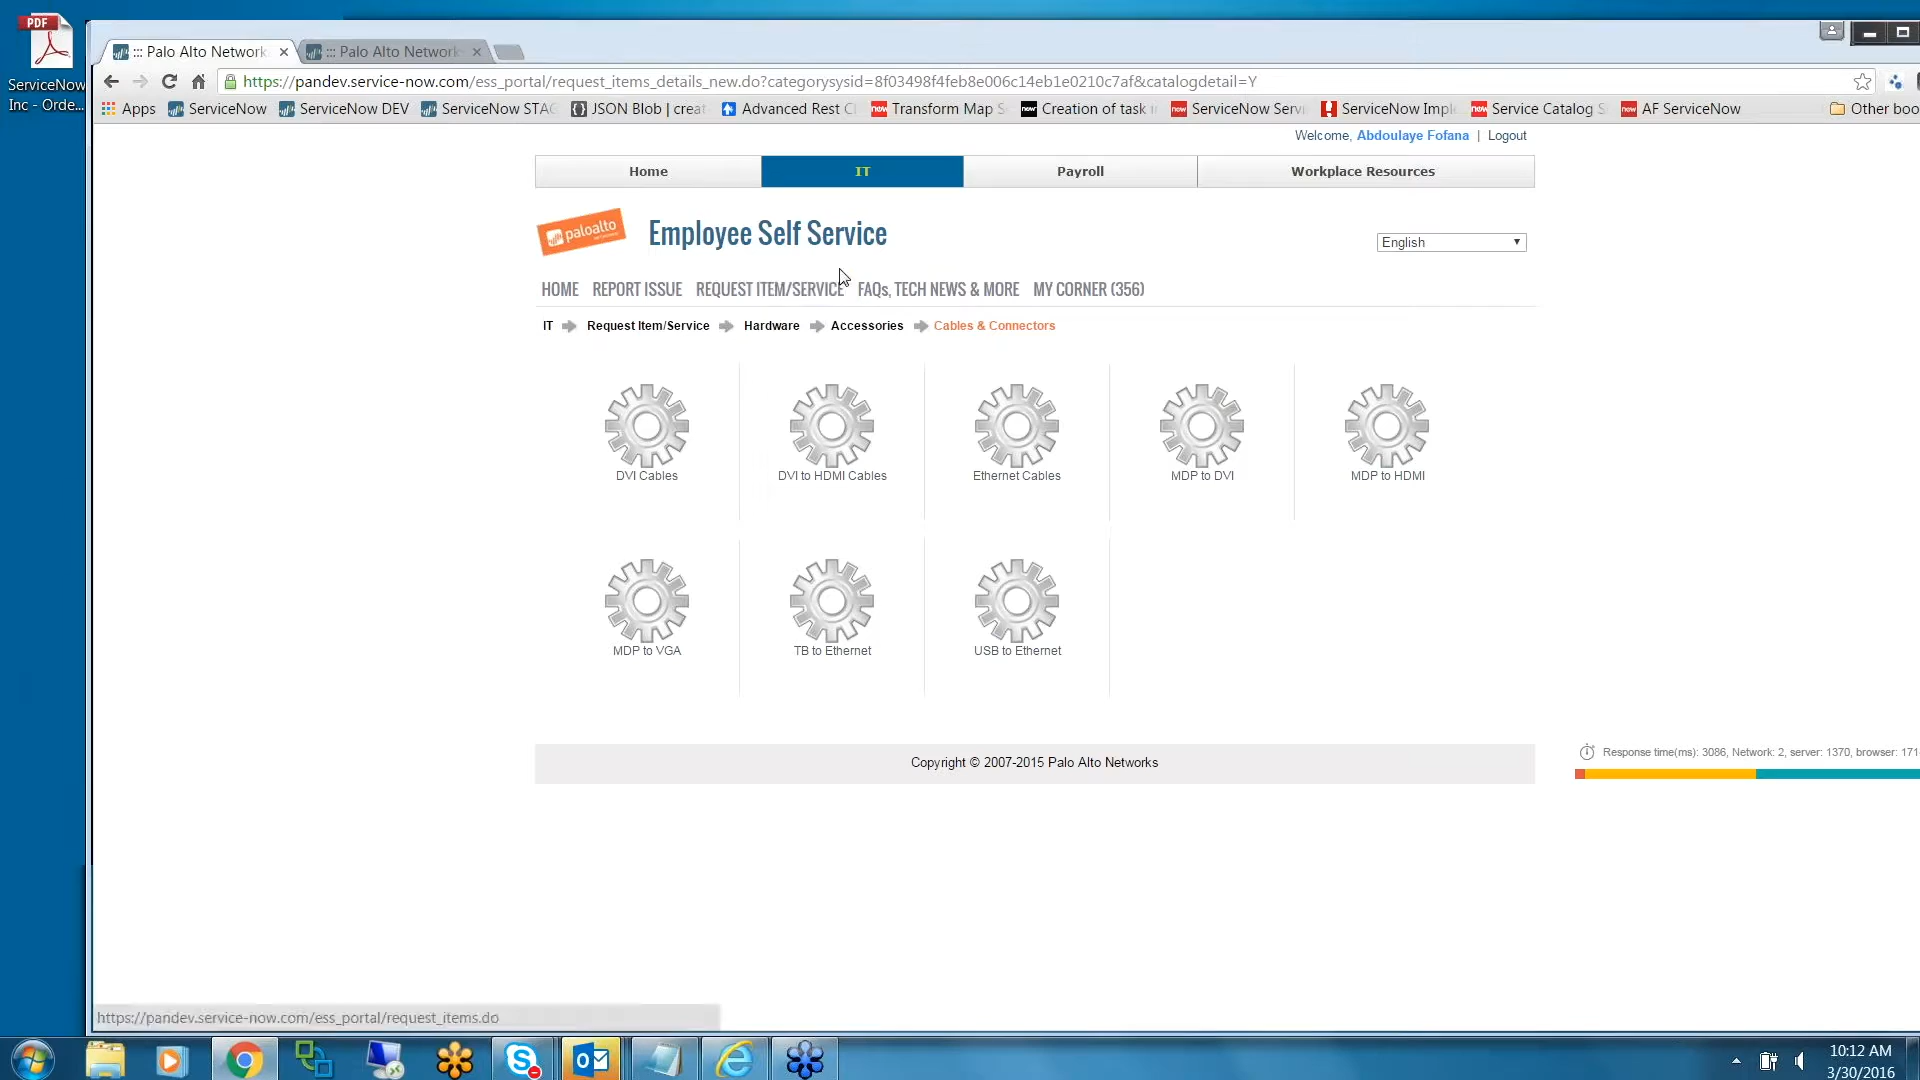 PDF
ServiceNow
Inc - Orde...
::: Palo Alto Network
::: Palo Alto Network
https://pandev.service-now.com/ess_portal/request_items_details_new.do?categorysysid=8f03498f4feb8e006c14eb1e0210c7af&catalogdetail=Y
Apps ServiceNow ServiceNow DEV ServiceNow STAG JSON Blob | creat Advanced Rest Cl Transform Map S Creation of task i ServiceNow Servi ServiceNow Imple Service Catalog S AF ServiceNow Other boo
Welcome, Abdoulaye Fofana | Logout
Home IT Payroll Workplace Resources
paloalto
Employee Self Service
English
HOME REPORT ISSUE REQUEST ITEM/SERVICE FAQs, TECH NEWS & MORE MY CORNER (356)
IT Request Item/Service Hardware Accessories Cables & Connectors
DVI Cables DVI to HDMI Cables Ethernet Cables MDP to DVI MDP to HDMI
MDP to VGA TB to Ethernet USB to Ethernet
Response time(ms): 3086, Network: 2, server: 1370, browser: 171
Copyright © 2007-2015 Palo Alto Networks
https://pandev.service-now.com/ess_portal/request_items.do
10:12 AM
3/30/2016